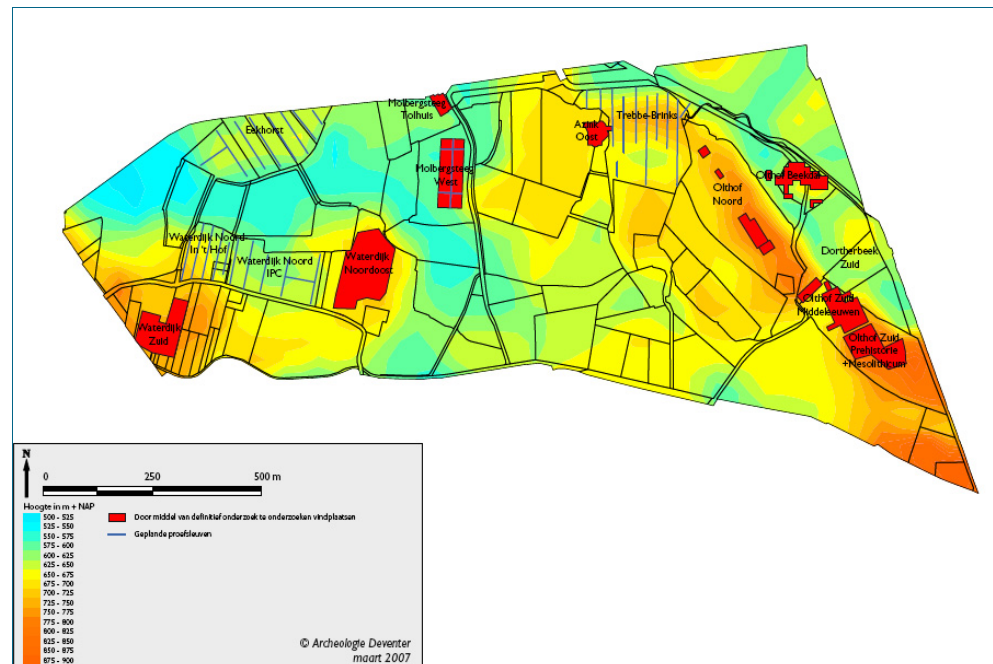 Molbergsteeg
Tolhuis
Eekhorst
Molbergsteeg
West
Azink
Oost
Trebbe-Brinks
Olthof
Noord
Olthof Beekdal
Dortherbeek
Zuid
Waterdijk Noord
In 't Hof
Waterdijk Noord
IPC
Waterdijk
Noordoost
Waterdijk
Zuid
Olthof Zuid
Middeleeuwen
Olthof Zuid
Prehistorie
+Mesolithicum
N
0 250 500 m
Hoogte in m + NAP
500 - 525
525 - 550
550 - 575
575 - 600
600 - 625
625 - 650
650 - 675
675 - 700
700 - 725
725 - 750
750 - 775
775 - 800
800 - 825
825 - 850
850 - 875
875 - 900
Door middel van definitief onderzoek te onderzoeken vindplaatsen
Geplande proefsleuven
© Archeologie Deventer
maart 2007